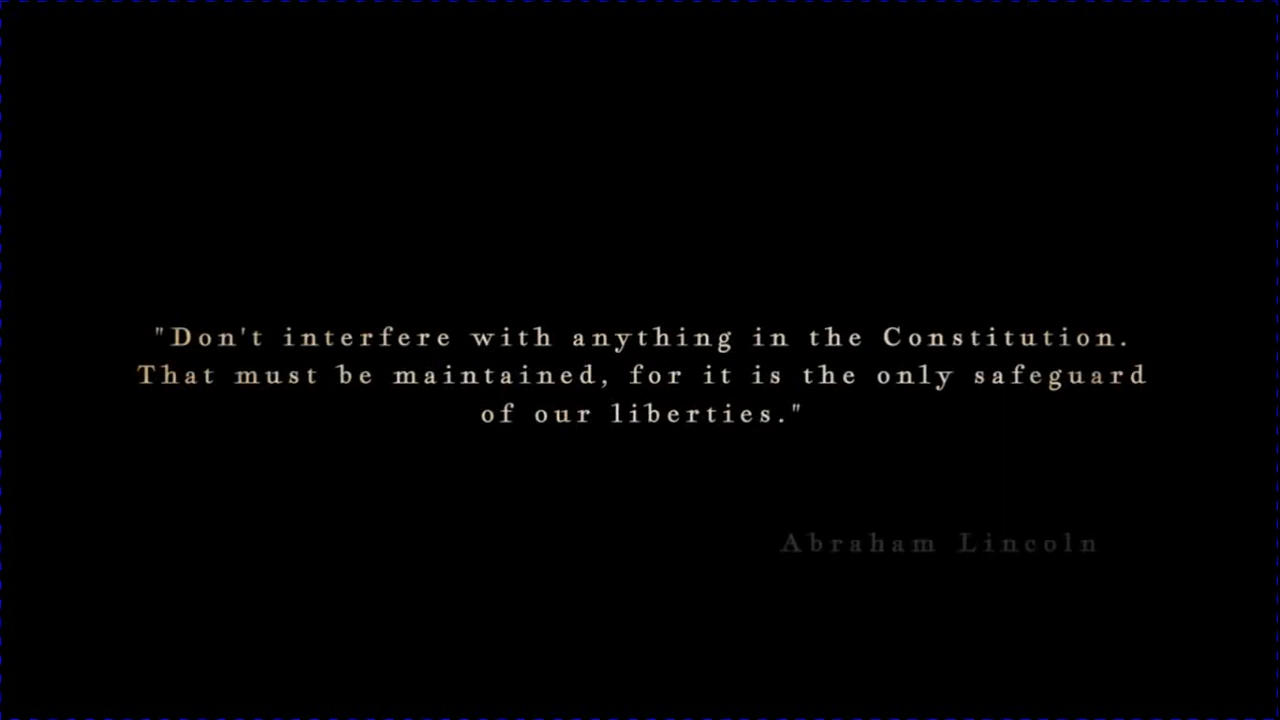 "Don't interfere with anything in the Constitution.
That must be maintained, for it is the only safeguard
of our liberties."
Abraham Lincoln